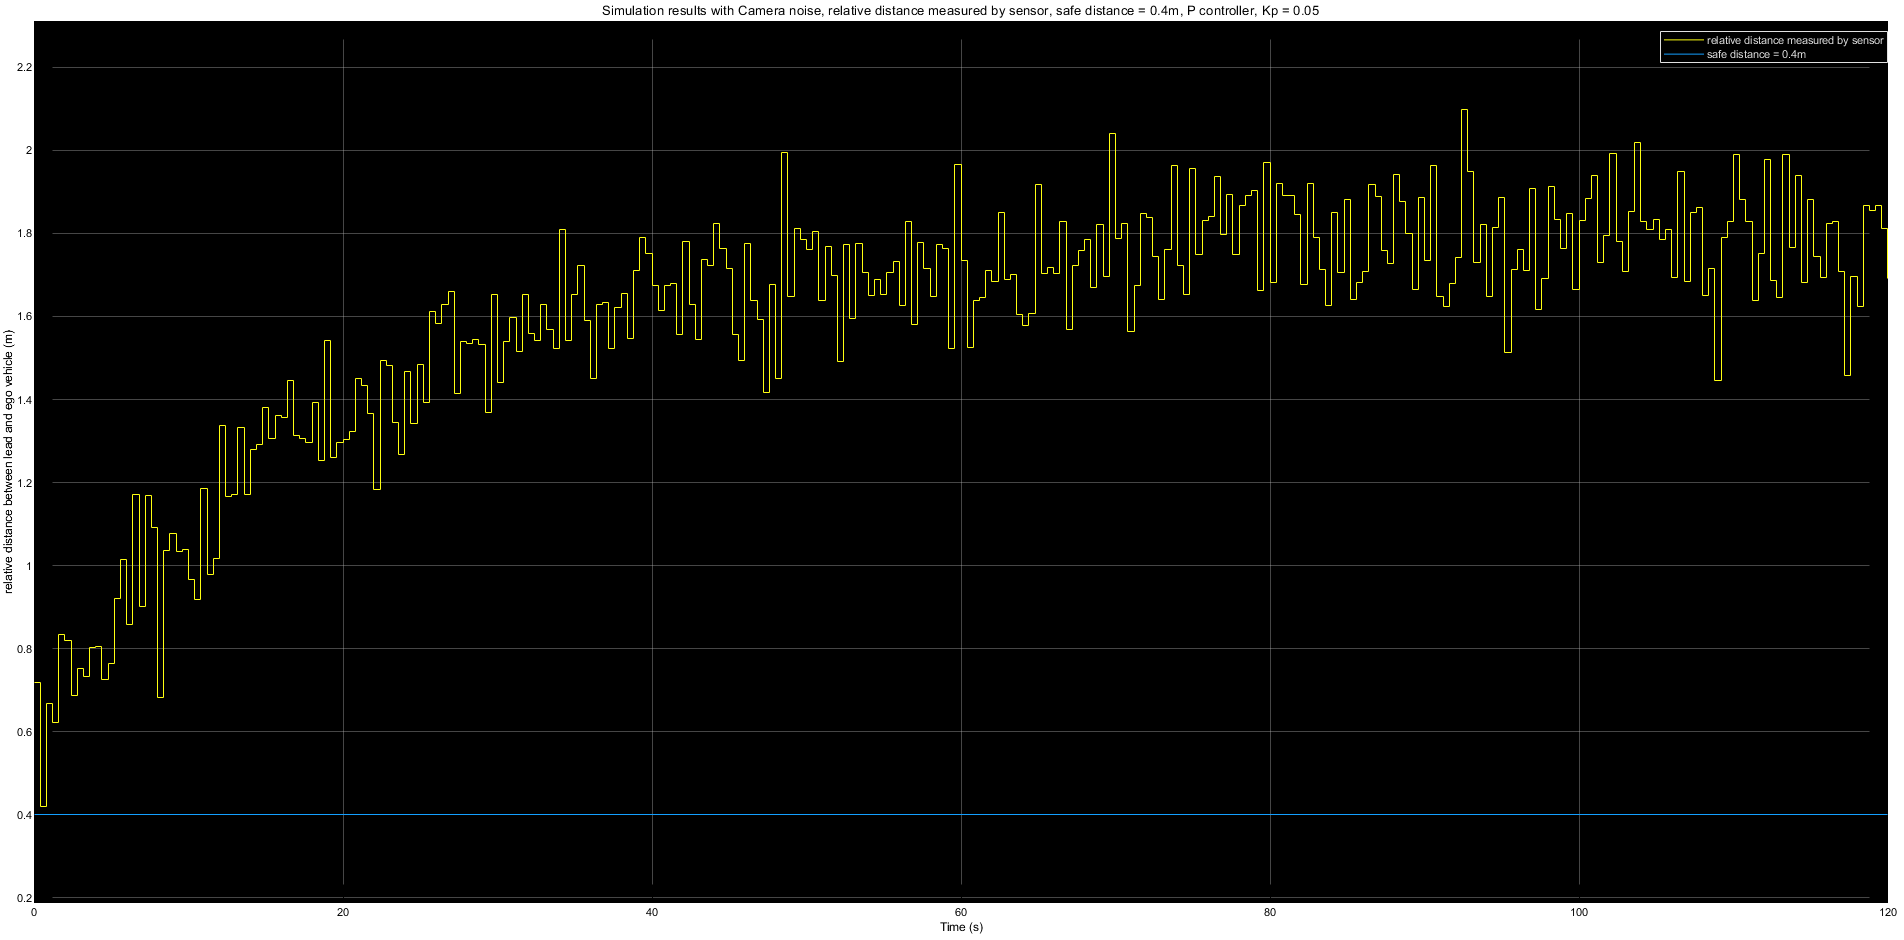 Simulation results with Camera noise, relative distance measured by sensor, safe distance = 0.4m, P controller, Kp = 0.05
relative distance measured by sensor
safe distance = 0.4m
relative distance between lead and ego vehicle (m)
2.2
2
1.8
1.6
1.4
1.2
1
0.8
0.6
0.4
0.2
0 20 40 60 80 100 120
Time (s)